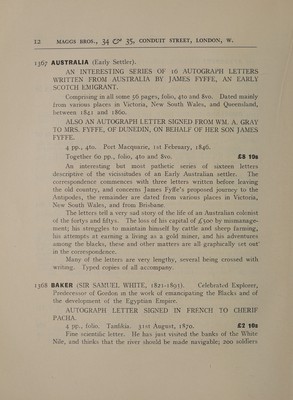 12 MAGGS BROS., 34 & 35, CONDUIT STREET, LONDON, W.
1367 AUSTRALIA (Early Settler).
AN INTERESTING SERIES OF 16 AUTOGRAPH LETTERS
WRITTEN FROM AUSTRALIA BY JAMES FYFFE, AN EARLY
SCOTCH EMIGRANT.
Comprising in all some 56 pages, folio, 4to and 8vo. Dated mainly
from various places in Victoria, New South Wales, and Queensland,
between 1841 and 1860.
ALSO AN AUTOGRAPH LETTER SIGNED FROM WM. A. GRAY
TO MRS. FYFFE, OF DUNEDIN, ON BEHALF OF HER SON JAMES
FYFFE.
4 pp., 4to. Port Macquarie, 1st February, 1846.
Together 60 pp., folio, 4to and 8vo. £8 10s
An interesting but most pathetic series of sixteen letters
descriptive of the vicissitudes of an Early Australian settler. The
correspondence commences with three letters written before leaving
the old country, and concerns James Fyffe's proposed journey to the
Antipodes, the remainder are dated from various places in Victoria,
New South Wales, and from Brisbane.
The letters tell a very sad story of the life of an Australian colonist
of the fortys and fiftys. The loss of his capital of £500 by mismanage-
ment; his struggles to maintain himself by cattle and sheep farming,
his attempts at earning a living as a gold miner, and his adventures
among the blacks, these and other matters are all graphically set out
in the correspondence.
Many of the letters are very lengthy, several being crossed with
writing. Typed copies of all accompany.
1368 BAKER (SIR SAMUEL WHITE, 1821-1893). Celebrated Explorer,
Predecessor of Gordon in the work of emancipating the Blacks and of
the development of the Egyptian Empire.
AUTOGRAPH LETTER SIGNED IN FRENCH TO CHERIF
PACHA.
4 pp., folio. Tanfikia. 31st August, 1870. £2 10s
Fine scientific letter. He has just visited the banks of the White
Nile, and thinks that the river should be made navigable; 200 soldiers